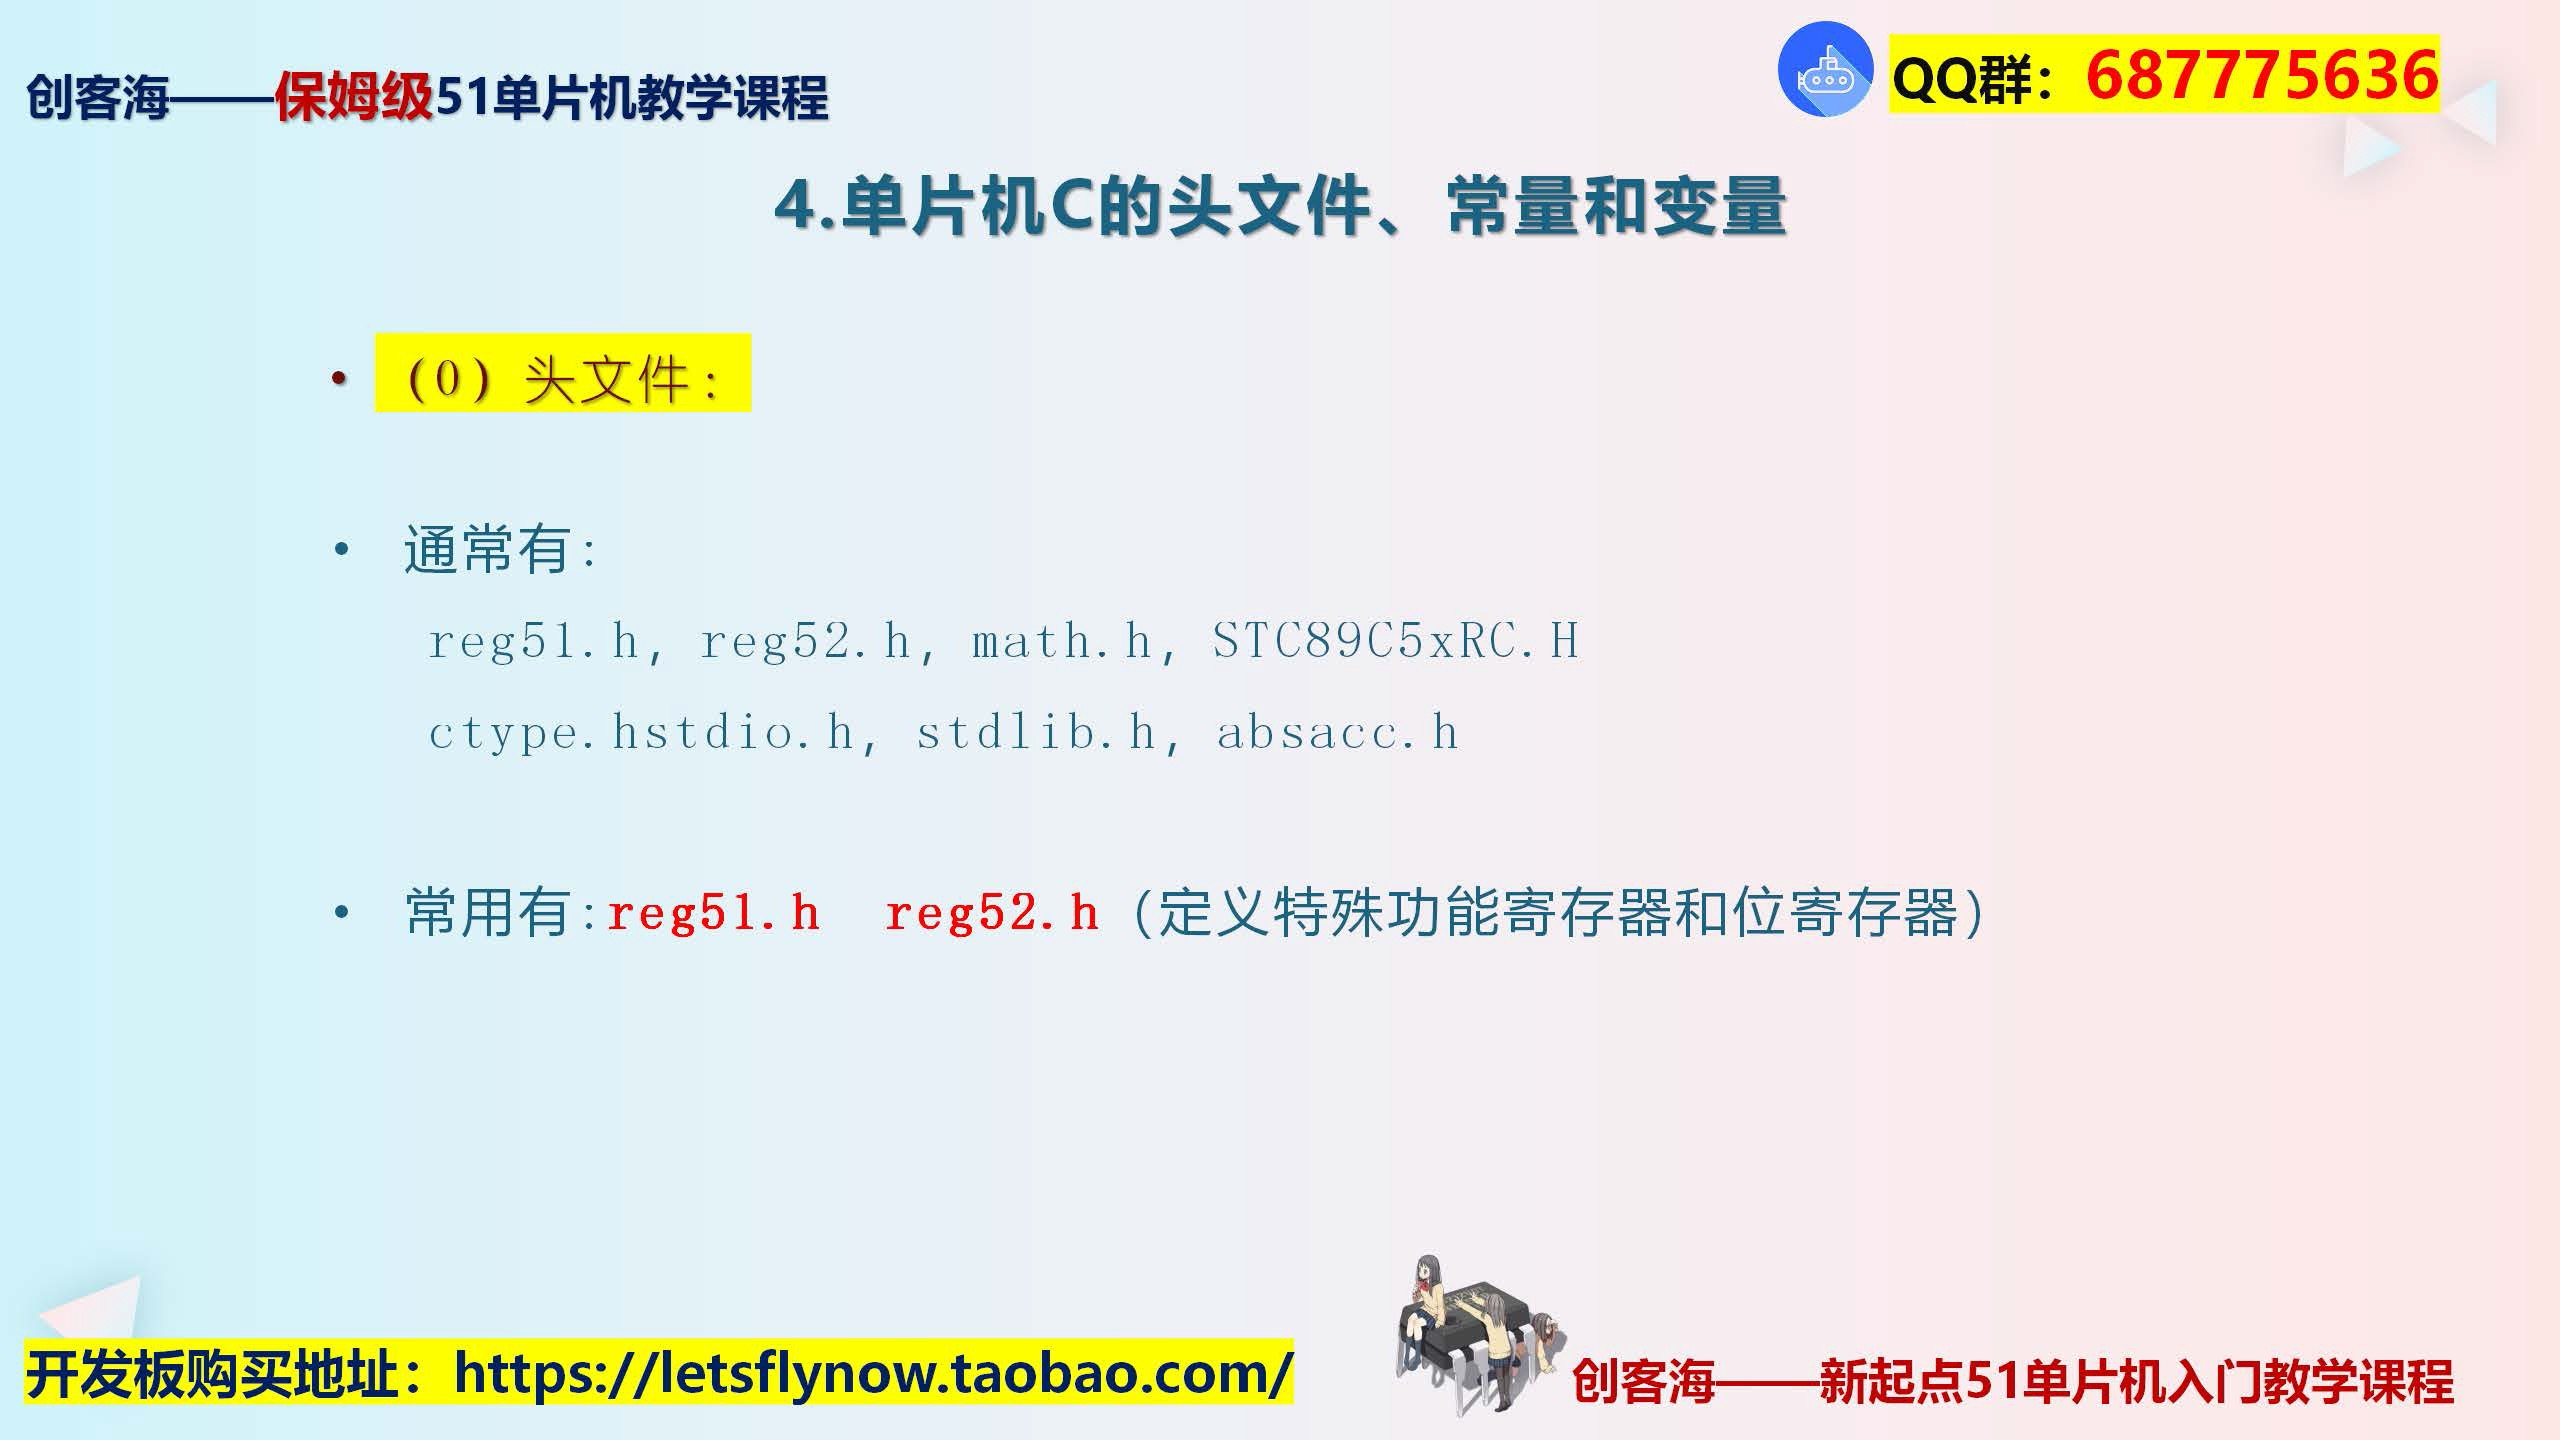 创客海——保姆级51单片机教学课程
QQ群：687775636
4.单片机C的头文件、常量和变量
• （0）头文件：
• 通常有：
reg51.h, reg52.h, math.h, STC89C5xRC.H
ctype.hstdio.h, stdlib.h, absacc.h
• 常用有:reg51.h reg52.h（定义特殊功能寄存器和位寄存器）
开发板购买地址：https://letsflynow.taobao.com/
创客海——新起点51单片机入门教学课程